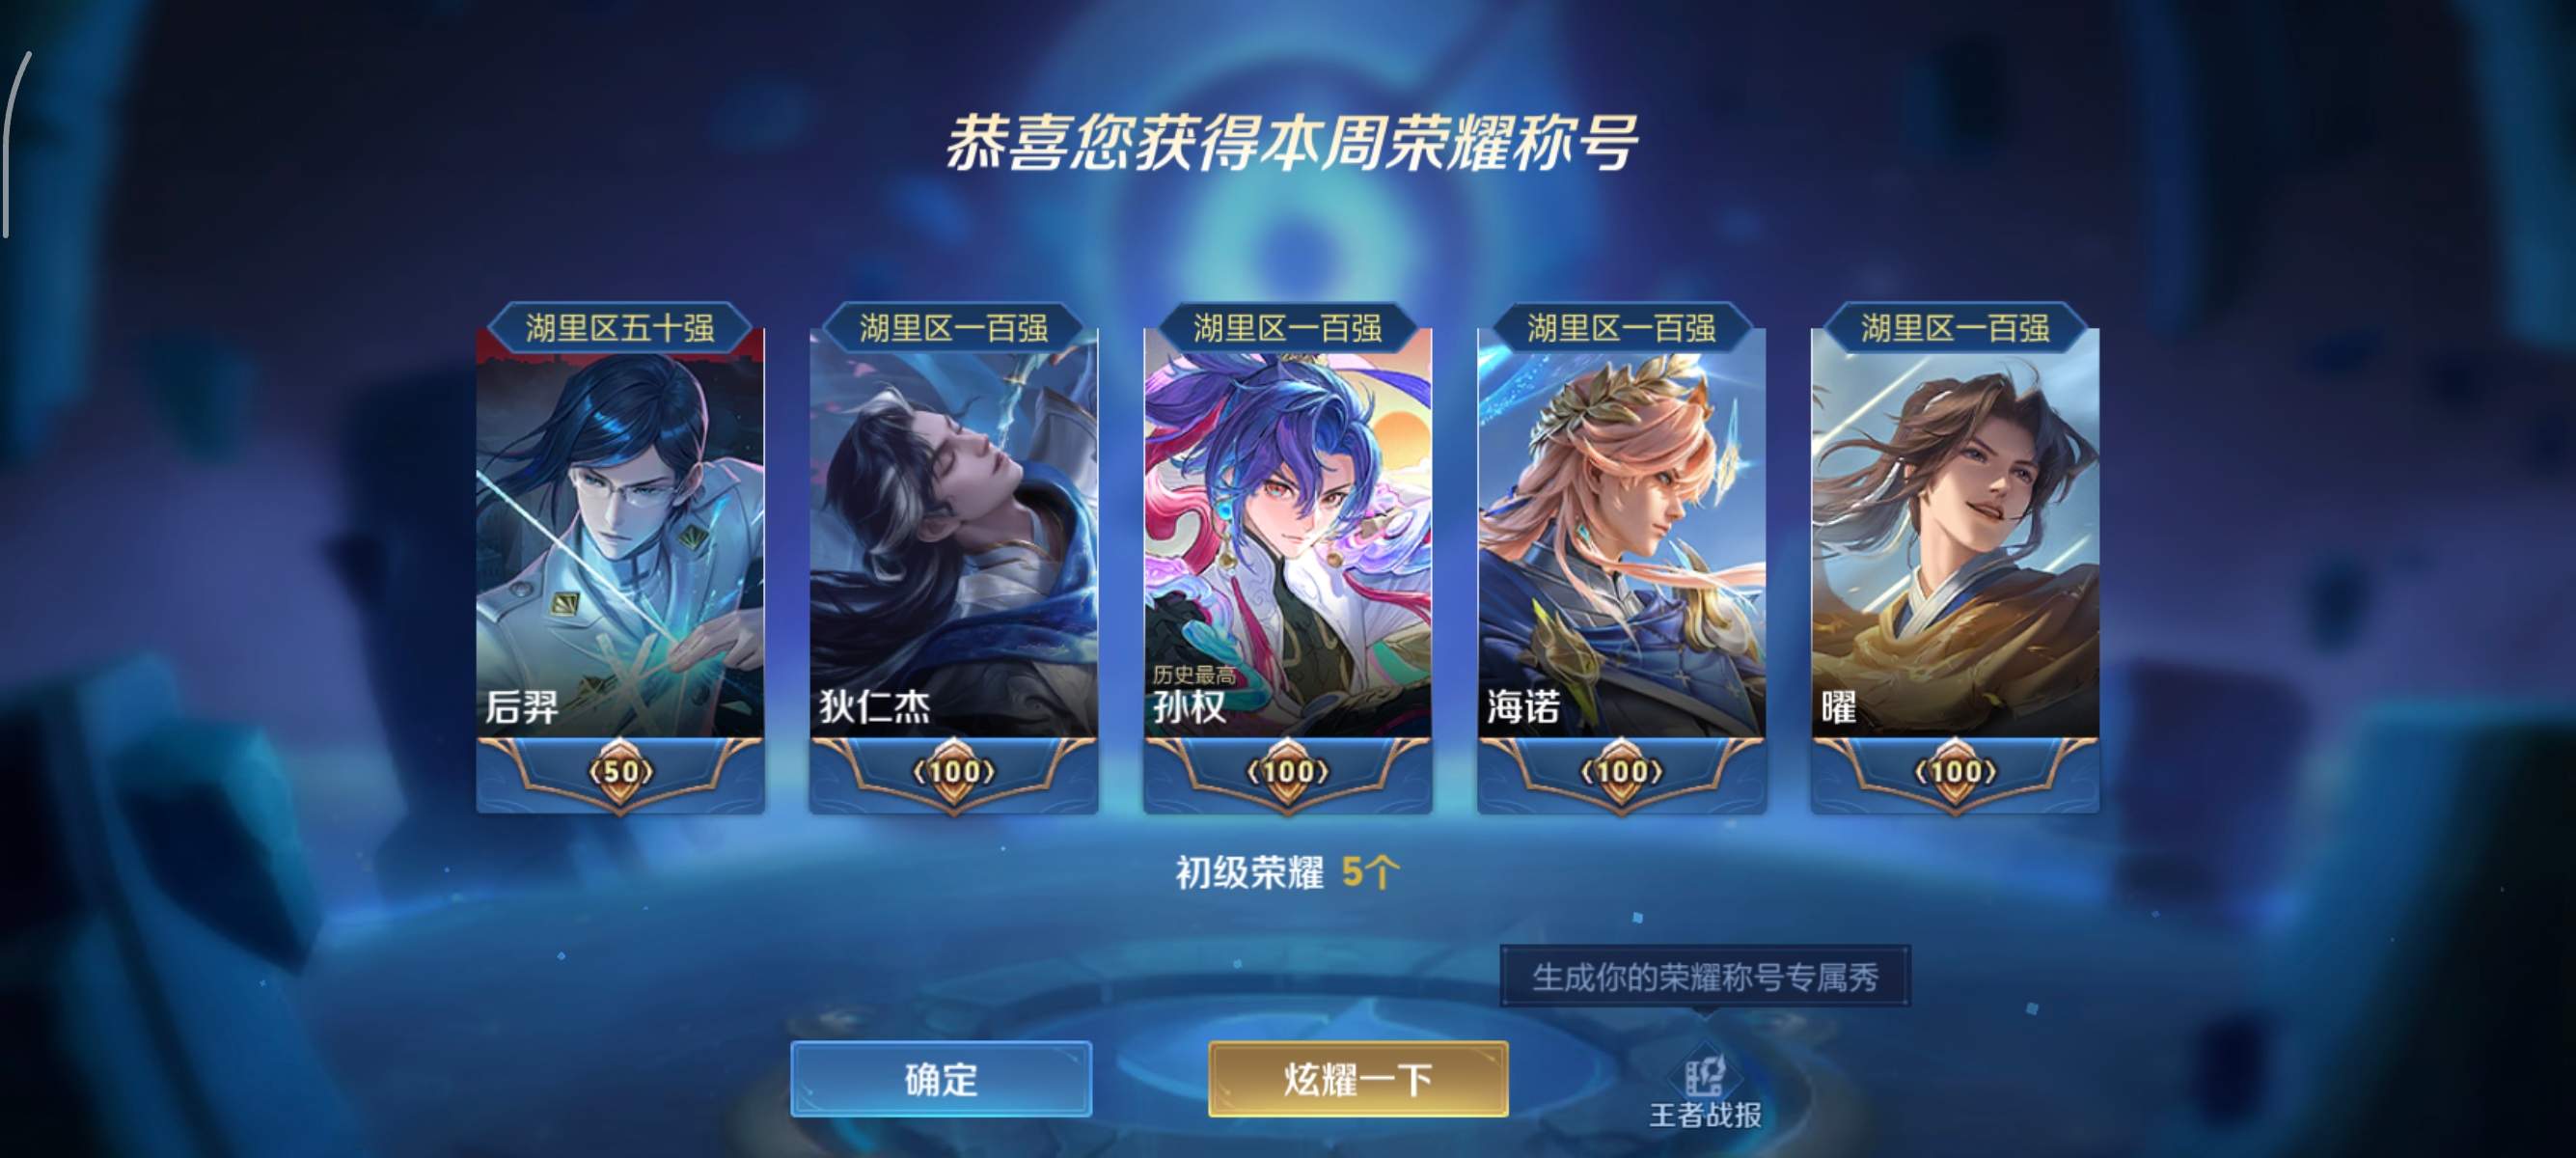 恭喜您获得本周荣耀称号
湖里区五十强
湖里区一百强
湖里区一百强
湖里区一百强
湖里区一百强
后羿
狄仁杰
历史最高
孙权
海诺
曜
50
100
100
100
100
初级荣耀 5个
生成你的荣耀称号专属秀
确定
炫耀一下
王者战报